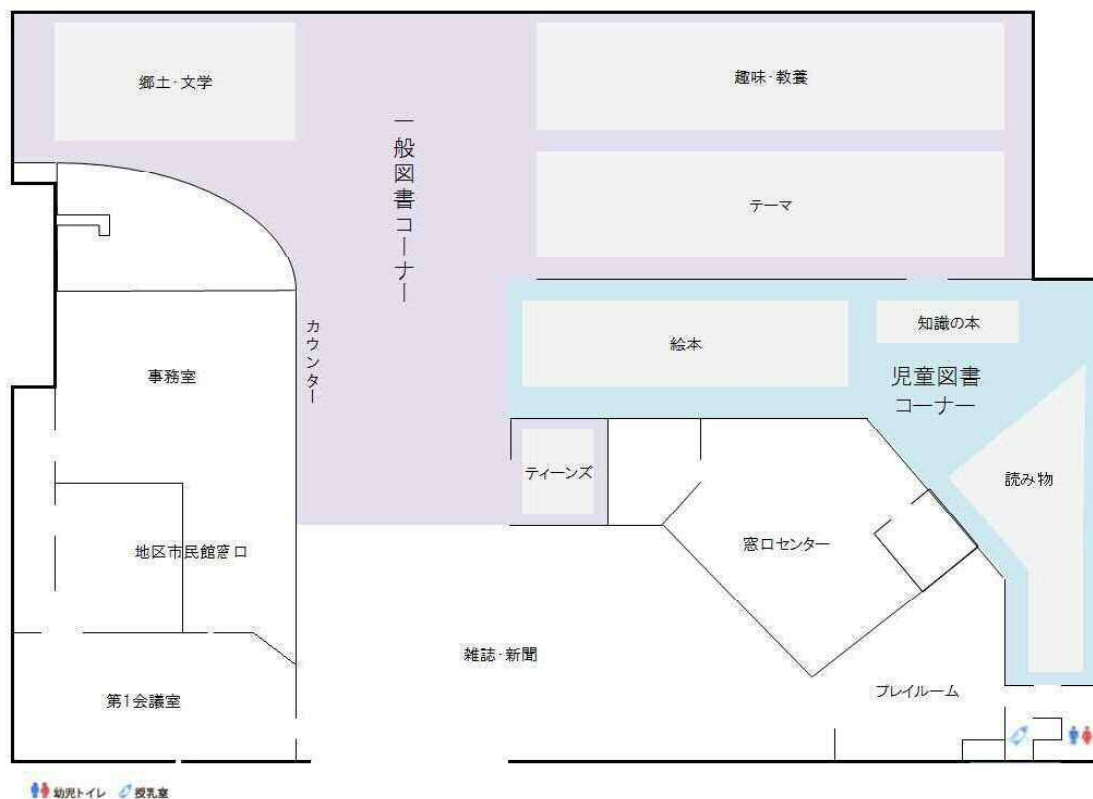 郷土・文学
趣味・教養
一般図書コーナー
テーマ
カウンター
絵本
知識の本
児童図書
コーナー
事務室
ティーンズ
読み物
地区市民館窓口
窓口センター
雑誌・新聞
第1会議室
プレイルーム
幼児トイレ 授乳室